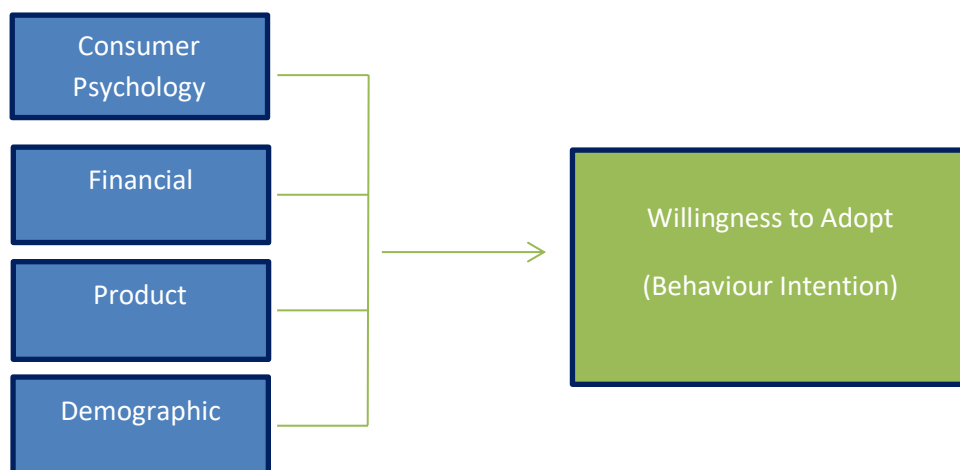 Consumer
Psychology
Financial
Product
Demographic
Willingness to Adopt
(Behaviour Intention)